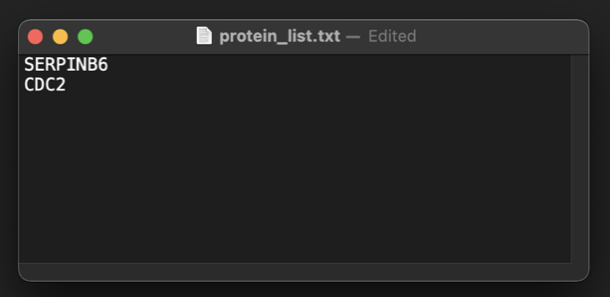 protein_list.txt — Edited
SERPINB6
CDC2